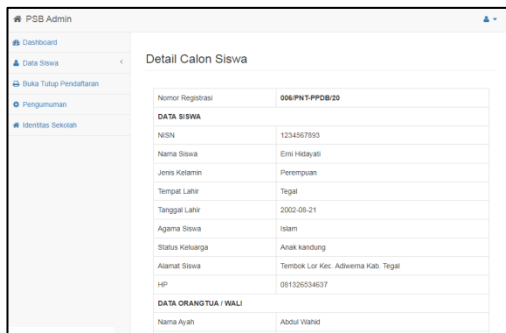 PSB Admin
Dashboard
Data Siswa
Buka Tutup Pendaftaran
Pengumuman
Identitas Sekolah
Detail Calon Siswa
Nomor Registrasi 006/PNT-PPDB/20
DATA SISWA
NISN 1234567893
Nama Siswa Erni Hidayati
Jenis Kelamin Perempuan
Tempat Lahir Tegal
Tanggal Lahir 2002-08-21
Agama Siswa Islam
Status Keluarga Anak kandung
Alamat Siswa Tembok Lor Kec. Adiwerna Kab. Tegal
HP 081326534637
DATA ORANGTUA / WALI
Nama Ayah Abdul Wahid